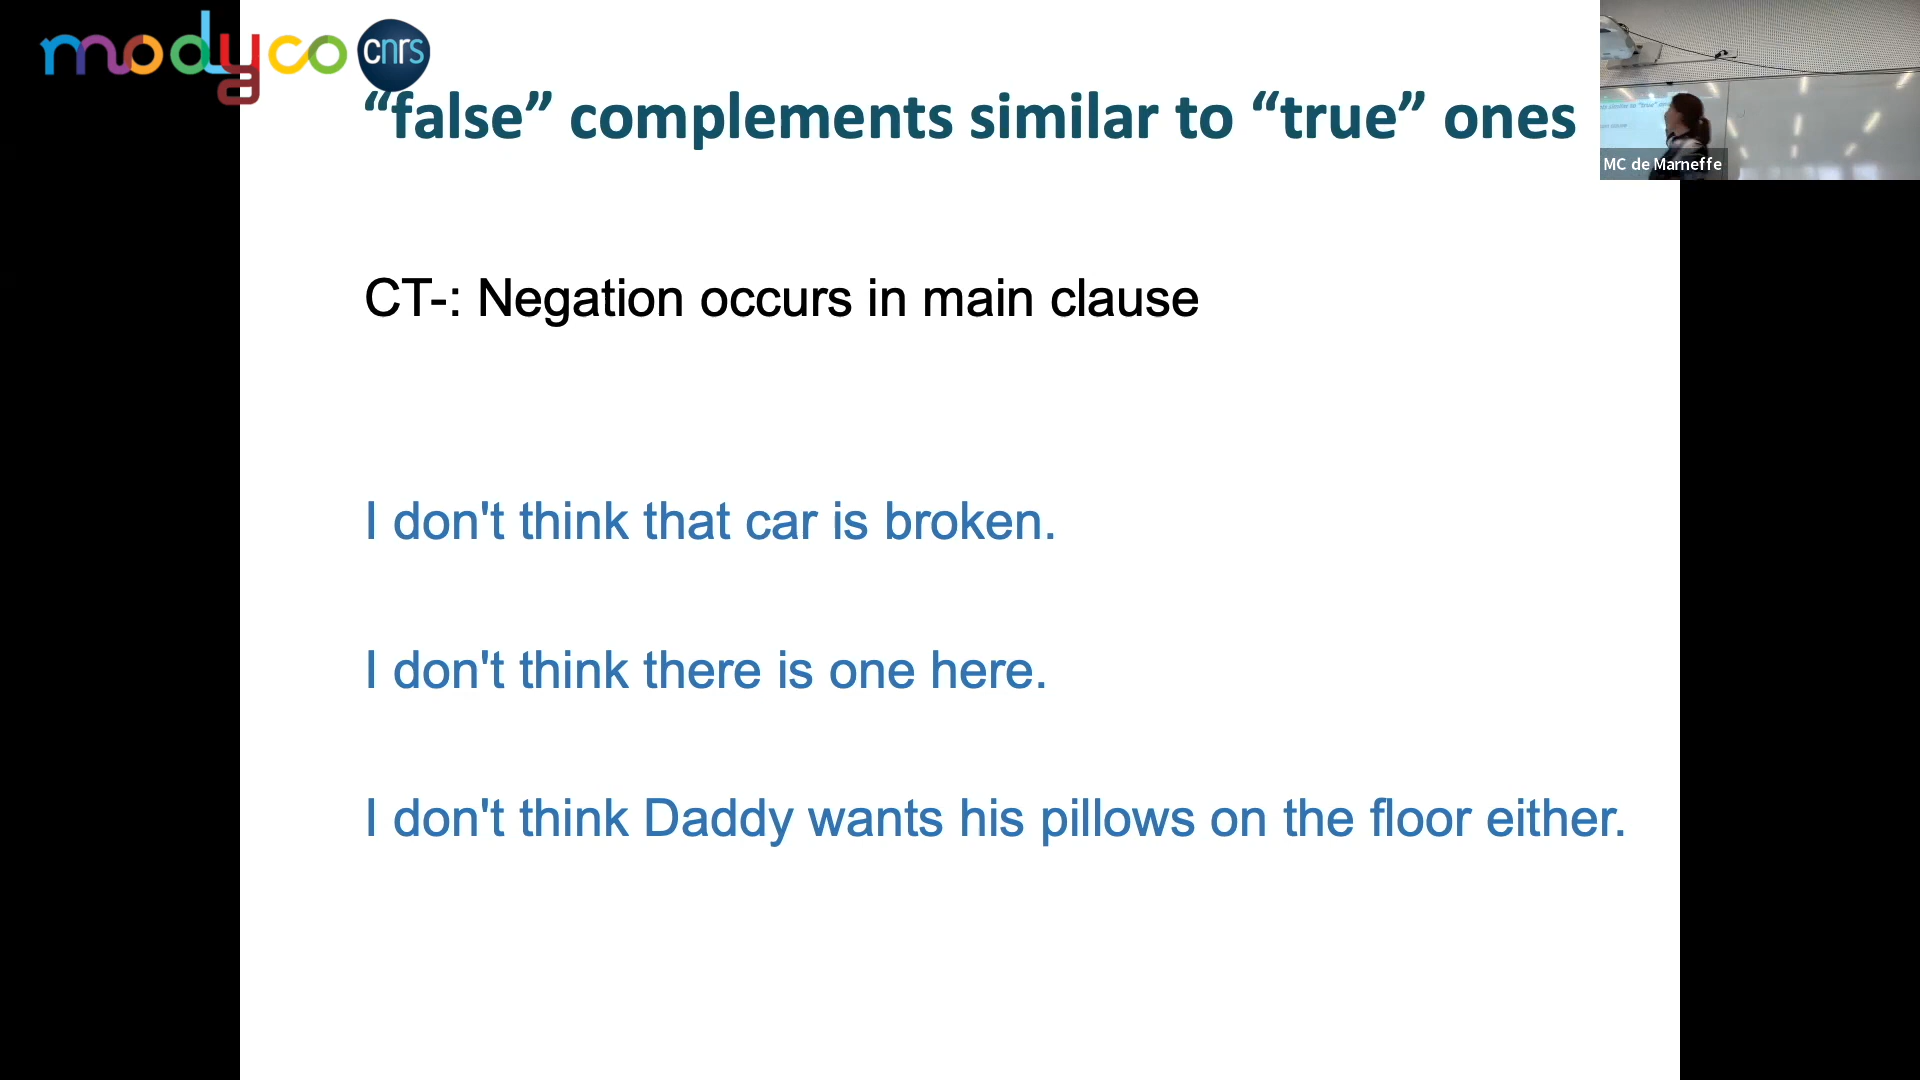 modyco
cnrs
“false” complements similar to “true” ones
MC de Marneffe
CT-: Negation occurs in main clause
I don't think that car is broken.
I don't think there is one here.
I don't think Daddy wants his pillows on the floor either.